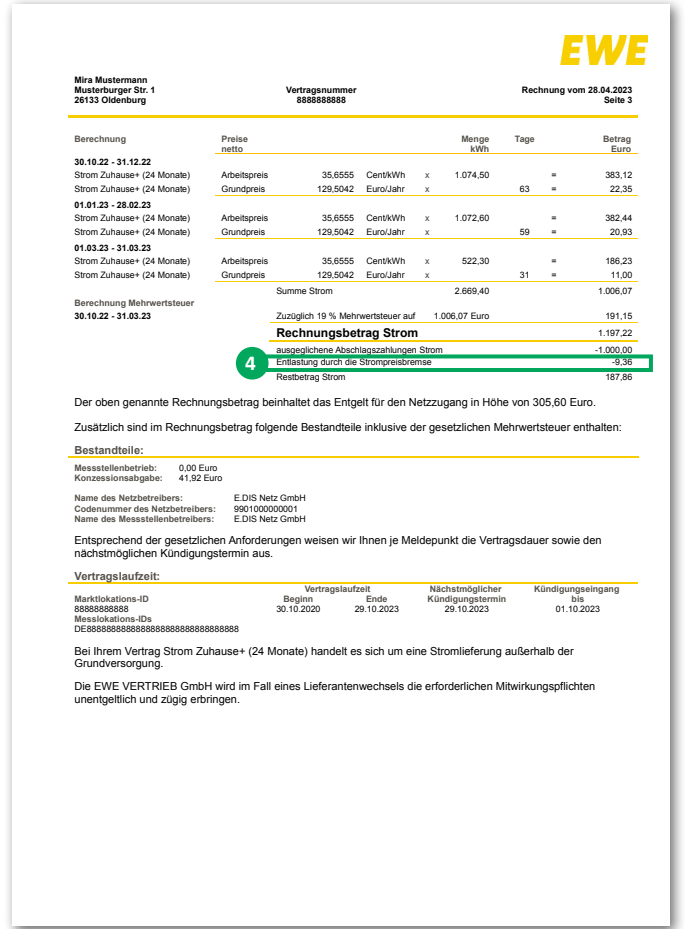 EWE
Mira Mustermann
Musterburger Str. 1 Vertragsnummer Rechnung vom 28.04.2023
26133 Oldenburg 8888888888 Seite 3
Berechnung Preise Menge Tage Betrag
netto kWh Euro
30.10.22 - 31.12.22
Strom Zuhause+ (24 Monate) Arbeitspreis 35,6555 Cent/kWh x 1.074,50 = 383,12
Strom Zuhause+ (24 Monate) Grundpreis 129,5042 Euro/Jahr x 63 = 22,35
01.01.23 - 28.02.23
Strom Zuhause+ (24 Monate) Arbeitspreis 35,6555 Cent/kWh x 1.072,60 = 382,44
Strom Zuhause+ (24 Monate) Grundpreis 129,5042 Euro/Jahr x 59 = 20,93
01.03.23 - 31.03.23
Strom Zuhause+ (24 Monate) Arbeitspreis 35,6555 Cent/kWh x 522,30 = 186,23
Strom Zuhause+ (24 Monate) Grundpreis 129,5042 Euro/Jahr x 31 = 11,00
Summe Strom 2.669,40 1.006,07
Berechnung Mehrwertsteuer
30.10.22 - 31.03.23 Zuzüglich 19 % Mehrwertsteuer auf 1.006,07 Euro 191,15
Rechnungsbetrag Strom 1.197,22
ausgeglichene Abschlagszahlungen Strom -1.000,00
4 Entlastung durch die Strompreisbremse -9,36
Restbetrag Strom 187,86
Der oben genannte Rechnungsbetrag beinhaltet das Entgelt für den Netzzugang in Höhe von 305,60 Euro.
Zusätzlich sind im Rechnungsbetrag folgende Bestandteile inklusive der gesetzlichen Mehrwertsteuer enthalten:
Bestandteile:
Messstellenbetrieb: 0,00 Euro
Konzessionsabgabe: 41,92 Euro
Name des Netzbetreibers: E.DIS Netz GmbH
Codenummer des Netzbetreibers: 9901000000001
Name des Messstellenbetreibers: E.DIS Netz GmbH
Entsprechend der gesetzlichen Anforderungen weisen wir Ihnen je Meldepunkt die Vertragsdauer sowie den
nächstmöglichen Kündigungstermin aus.
Vertragslaufzeit:
Vertragslaufzeit Nächstmöglicher Kündigungseingang
Marktlokations-ID Beginn Ende Kündigungstermin bis
88888888888 30.10.2020 29.10.2023 29.10.2023 01.10.2023
Messlokations-IDs
DE8888888888888888888888888888888
Bei Ihrem Vertrag Strom Zuhause+ (24 Monate) handelt es sich um eine Stromlieferung außerhalb der
Grundversorgung.
Die EWE VERTRIEB GmbH wird im Fall eines Lieferantenwechsels die erforderlichen Mitwirkungspflichten
unentgeltlich und zügig erbringen.